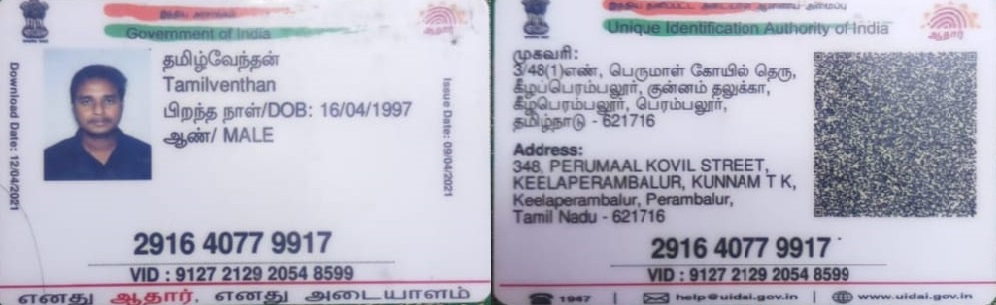 இந்திய அரசாங்கம்
Government of India
ஆதார்
Download Date: 12/04/2021
Issue Date: 09/04/2021
தமிழ்வேந்தன்
Tamilventhan
பிறந்த நாள்/DOB: 16/04/1997
ஆண்/ MALE
2916 4077 9917
VID : 9127 2129 2054 8599
எனது ஆதார், எனது அடையாளம்
Unique Identification Authority of India
ஆதார்
முகவரி:
3/48(1)எண், பெருமாள் கோயில் தெரு,
கீழப்பெரம்பலூர், குன்னம் தலுக்கா,
கீழபெரம்பலூர், பெரம்பலூர்,
தமிழ்நாடு - 621716
Address:
348, PERUMAAL KOVIL STREET,
KEELAPERAMBALUR, KUNNAM T K,
Keelaperambalur, Perambalur,
Tamil Nadu - 621716
2916 4077 9917
VID : 9127 2129 2054 8599
1947
help@uidai.gov.in
www.uidai.gov.in